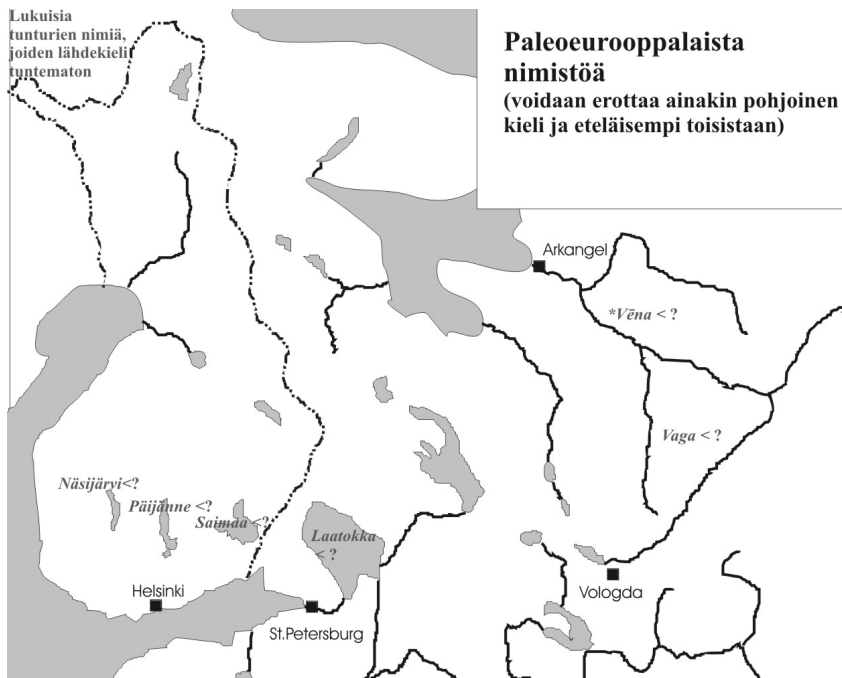 Lukuisia
tunturien nimiä,
joiden lähdekieli
tuntematon
Paleoeurooppalaista
nimistöä
(voidaan erottaa ainakin pohjoinen
kieli ja eteläisempi toisistaan)
Arkangel
*Vēna < ?
Vaga < ?
Näsijärvi<?
Päijänne <?
Saimaa <?
Laatokka
< ?
Helsinki
St.Petersburg
Vologda